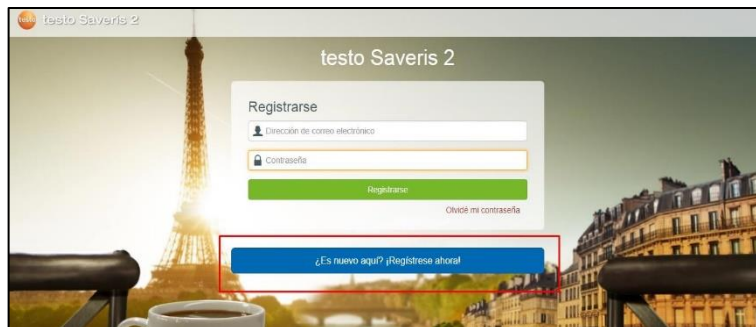 testo testo Saveris 2
testo Saveris 2
Registrarse
Dirección de correo electrónico
Contraseña
Registrarse
Olvidé mi contraseña
¿Es nuevo aquí? ¡Regístrese ahora!